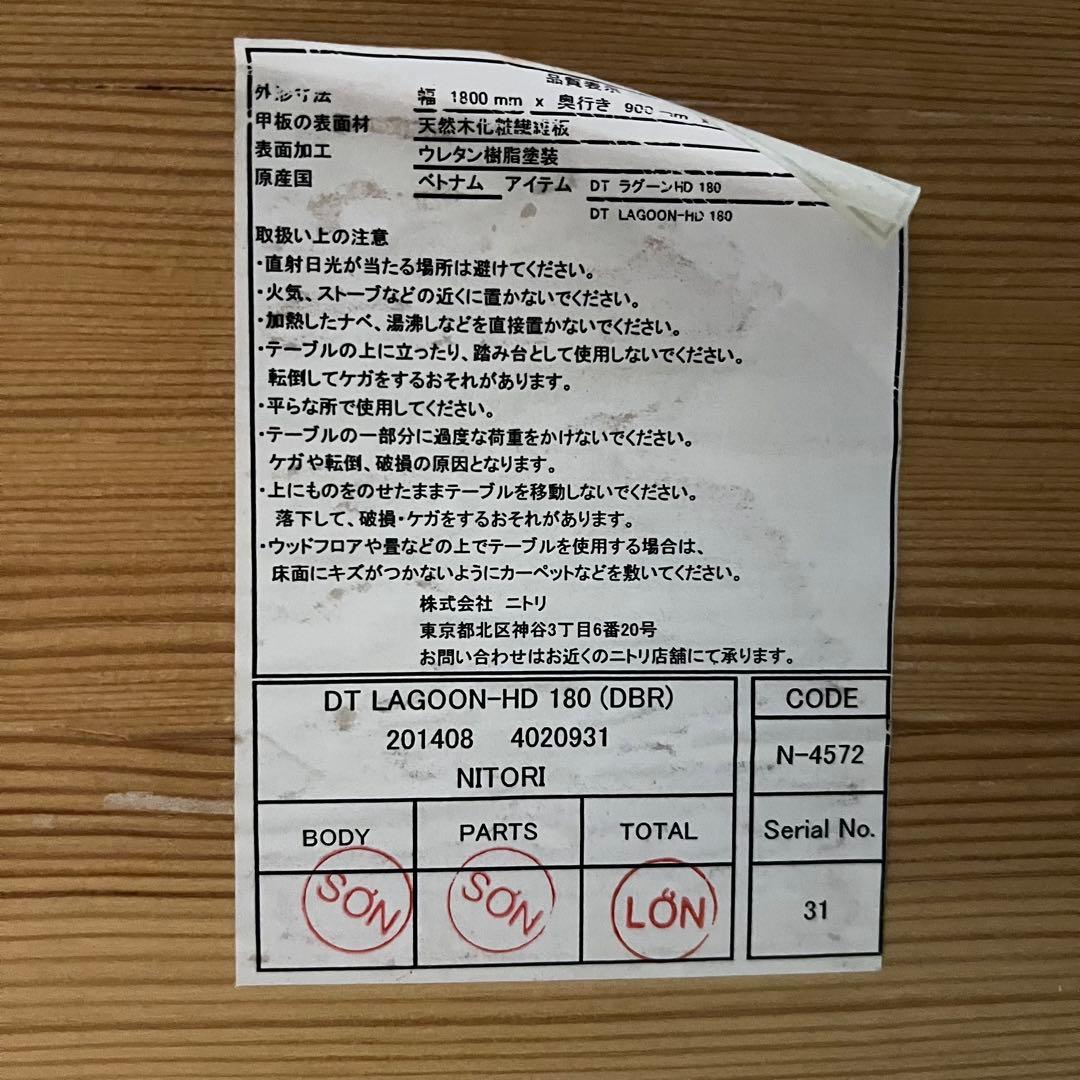 品質表示
外形寸法 幅 1800 mm x 奥行き 900 mm x
甲板の表面材 天然木化粧繊維板
表面加工 ウレタン樹脂塗装
原産国 ベトナム アイテム DT ラグーンHD 180
DT LAGOON-HD 180
取扱い上の注意
・直射日光が当たる場所は避けてください。
・火気、ストーブなどの近くに置かないでください。
・加熱したナベ、湯沸しなどを直接置かないでください。
・テーブルの上に立ったり、踏み台として使用しないでください。
転倒してケガをするおそれがあります。
・平らな所で使用してください。
・テーブルの一部分に過度な荷重をかけないでください。
ケガや転倒、破損の原因となります。
・上にものをのせたままテーブルを移動しないでください。
落下して、破損・ケガをするおそれがあります。
・ウッドフロアや畳などの上でテーブルを使用する場合は、
床面にキズがつかないようにカーペットなどを敷いてください。
株式会社 ニトリ
東京都北区神谷3丁目6番20号
お問い合わせはお近くのニトリ店舗にて承ります。
DT LAGOON-HD 180 (DBR)
201408 4020931
NITORI
CODE
N-4572
BODY PARTS TOTAL Serial No.
SƠN SƠN LỚN 31